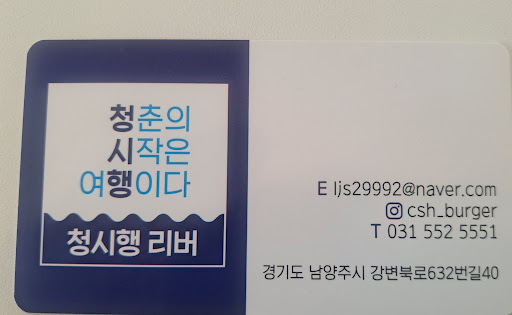 청춘의
시작은
여행이다
청시행 리버
E ljs29992@naver.com
csh_burger
T 031 552 5551
경기도 남양주시 강변북로632번길40